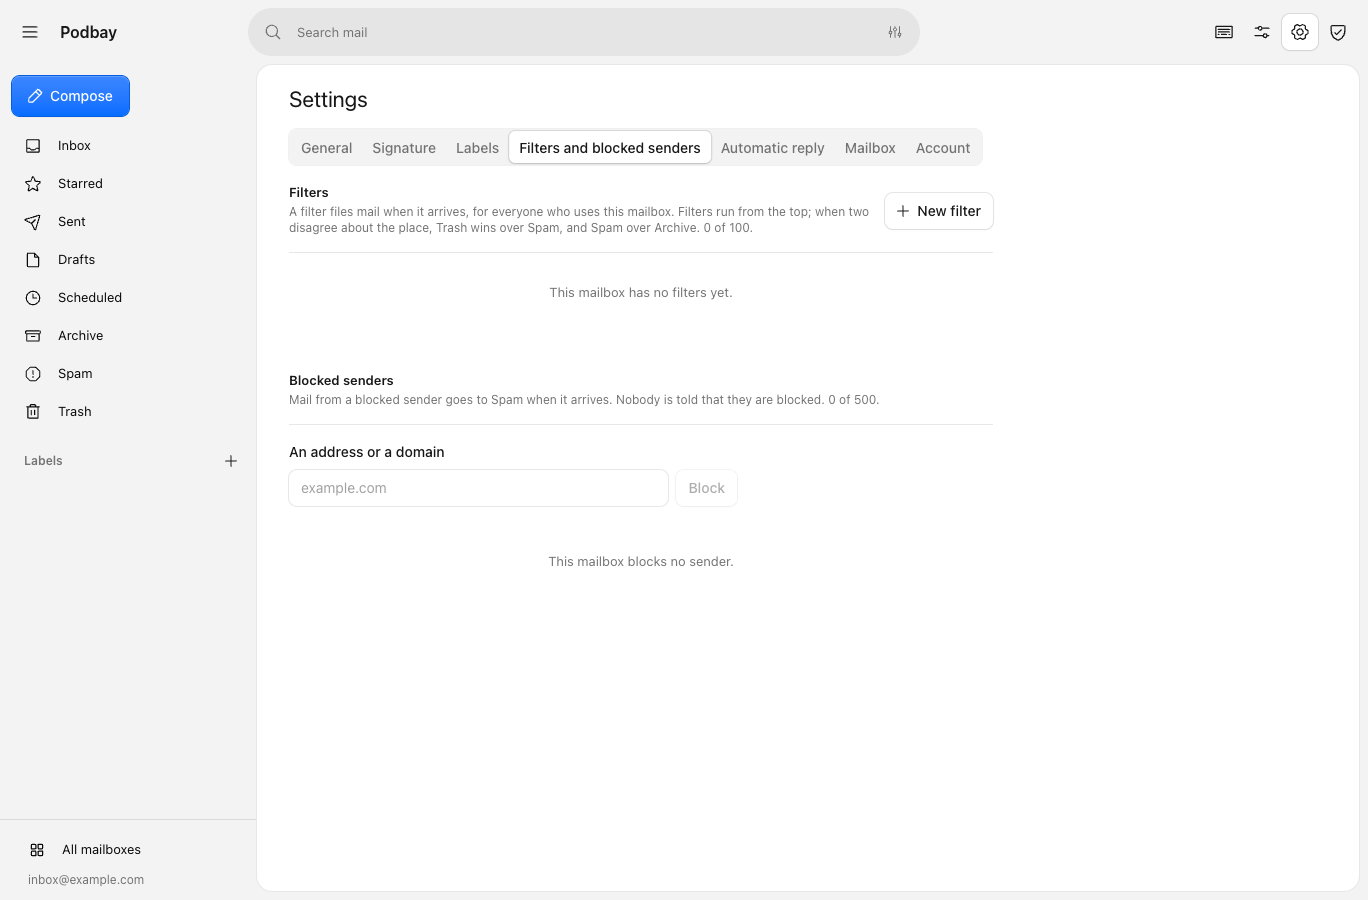 Podbay
Search mail
Compose
Inbox
Starred
Sent
Drafts
Scheduled
Archive
Spam
Trash
Labels
All mailboxes
inbox@example.com
Settings
General Signature Labels Filters and blocked senders Automatic reply Mailbox Account
Filters
A filter files mail when it arrives, for everyone who uses this mailbox. Filters run from the top; when two
disagree about the place, Trash wins over Spam, and Spam over Archive. 0 of 100.
New filter
This mailbox has no filters yet.
Blocked senders
Mail from a blocked sender goes to Spam when it arrives. Nobody is told that they are blocked. 0 of 500.
An address or a domain
example.com
Block
This mailbox blocks no sender.